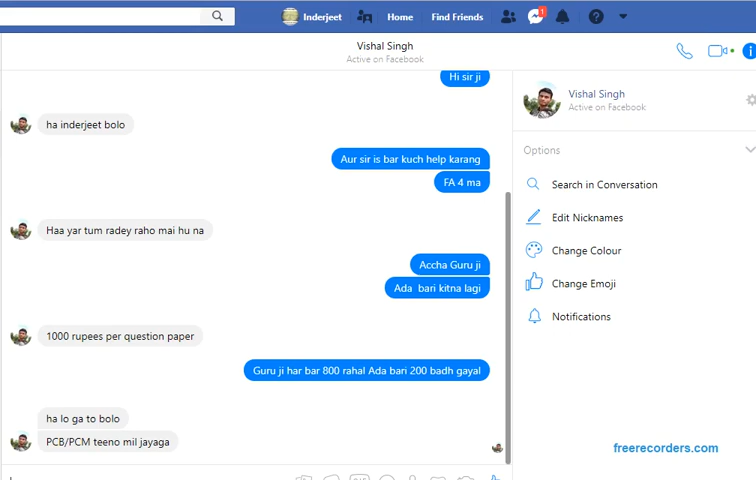 Inderjeet
Home
Find Friends
1
Vishal Singh
Active on Facebook
Hi sir ji
Vishal Singh
Active on Facebook
ha inderjeet bolo
Options
Aur sir is bar kuch help karang
FA 4 ma
Search in Conversation
Edit Nicknames
Haa yar tum radey raho mai hu na
Change Colour
Accha Guru ji
Ada bari kitna lagi
Change Emoji
Notifications
1000 rupees per question paper
Guru ji har bar 800 rahal Ada bari 200 badh gayal
ha lo ga to bolo
PCB/PCM teeno mil jayaga
freerecorders.com